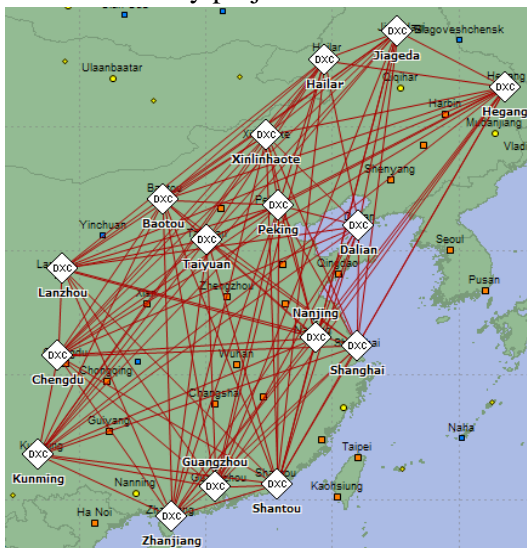 DXC
Jiageda
Blagoveshchensk
DXC
Hailar
Ulaanbaatar
Qiqihar
DXC
Hegang
Harbin
Mudanjiang
DXC
Xinlinhaote
Shenyang
DXC
Baotou
DXC
Peking
DXC
Dalian
Yinchuan
DXC
Taiyuan
Seoul
DXC
Lanzhou
Qingdao
Pusan
Zhengzhou
Xian
Nanjing
DXC
DXC
Shanghai
DXC
Chengdu
Chongqing
Wuhan
Changsha
Guiyang
Naha
DXC
Kunming
Taipei
Guangzhou
DXC
DXC
Shantou
Nanning
Kaohsiung
Ha Noi
DXC
Zhanjiang